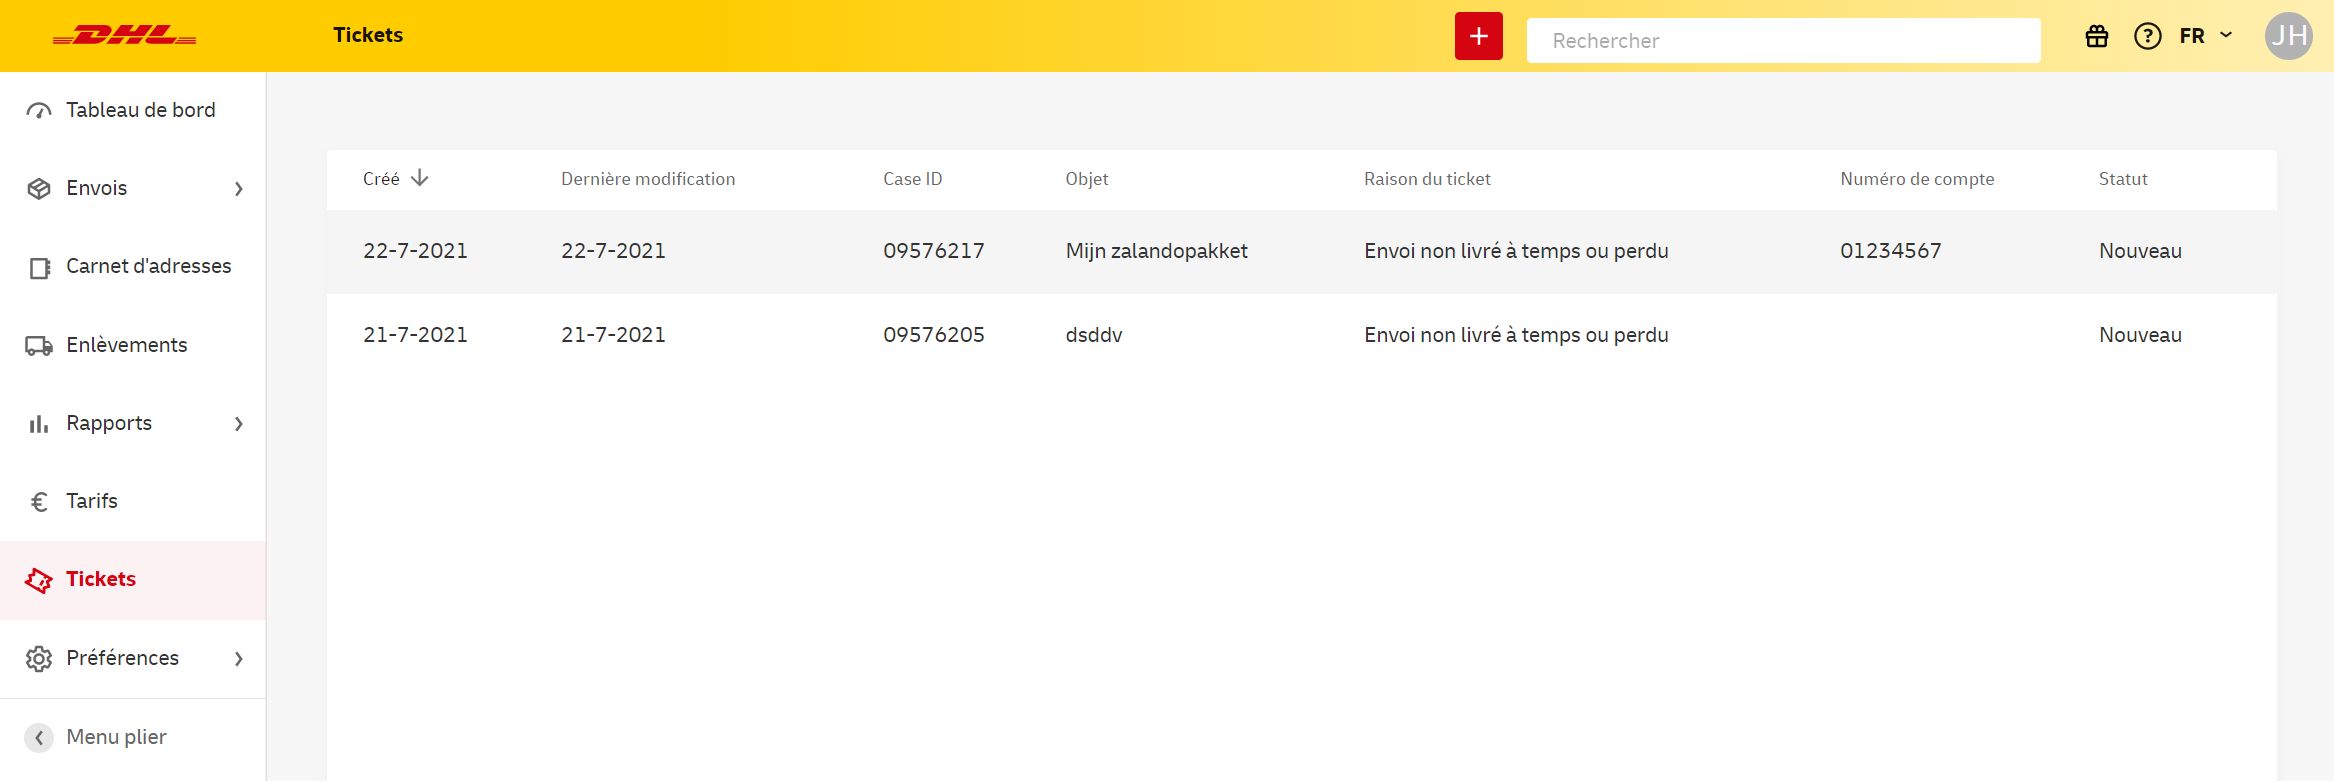 DHL
Tickets
+
Rechercher
?
FR
JH
Tableau de bord
Envois
Carnet d'adresses
Enlèvements
Rapports
€ Tarifs
Tickets
Préférences
Menu plier
Créé Dernière modification Case ID Objet Raison du ticket Numéro de compte Statut
22-7-2021 22-7-2021 09576217 Mijn zalandopakket Envoi non livré à temps ou perdu 01234567 Nouveau
21-7-2021 21-7-2021 09576205 dsddv Envoi non livré à temps ou perdu Nouveau